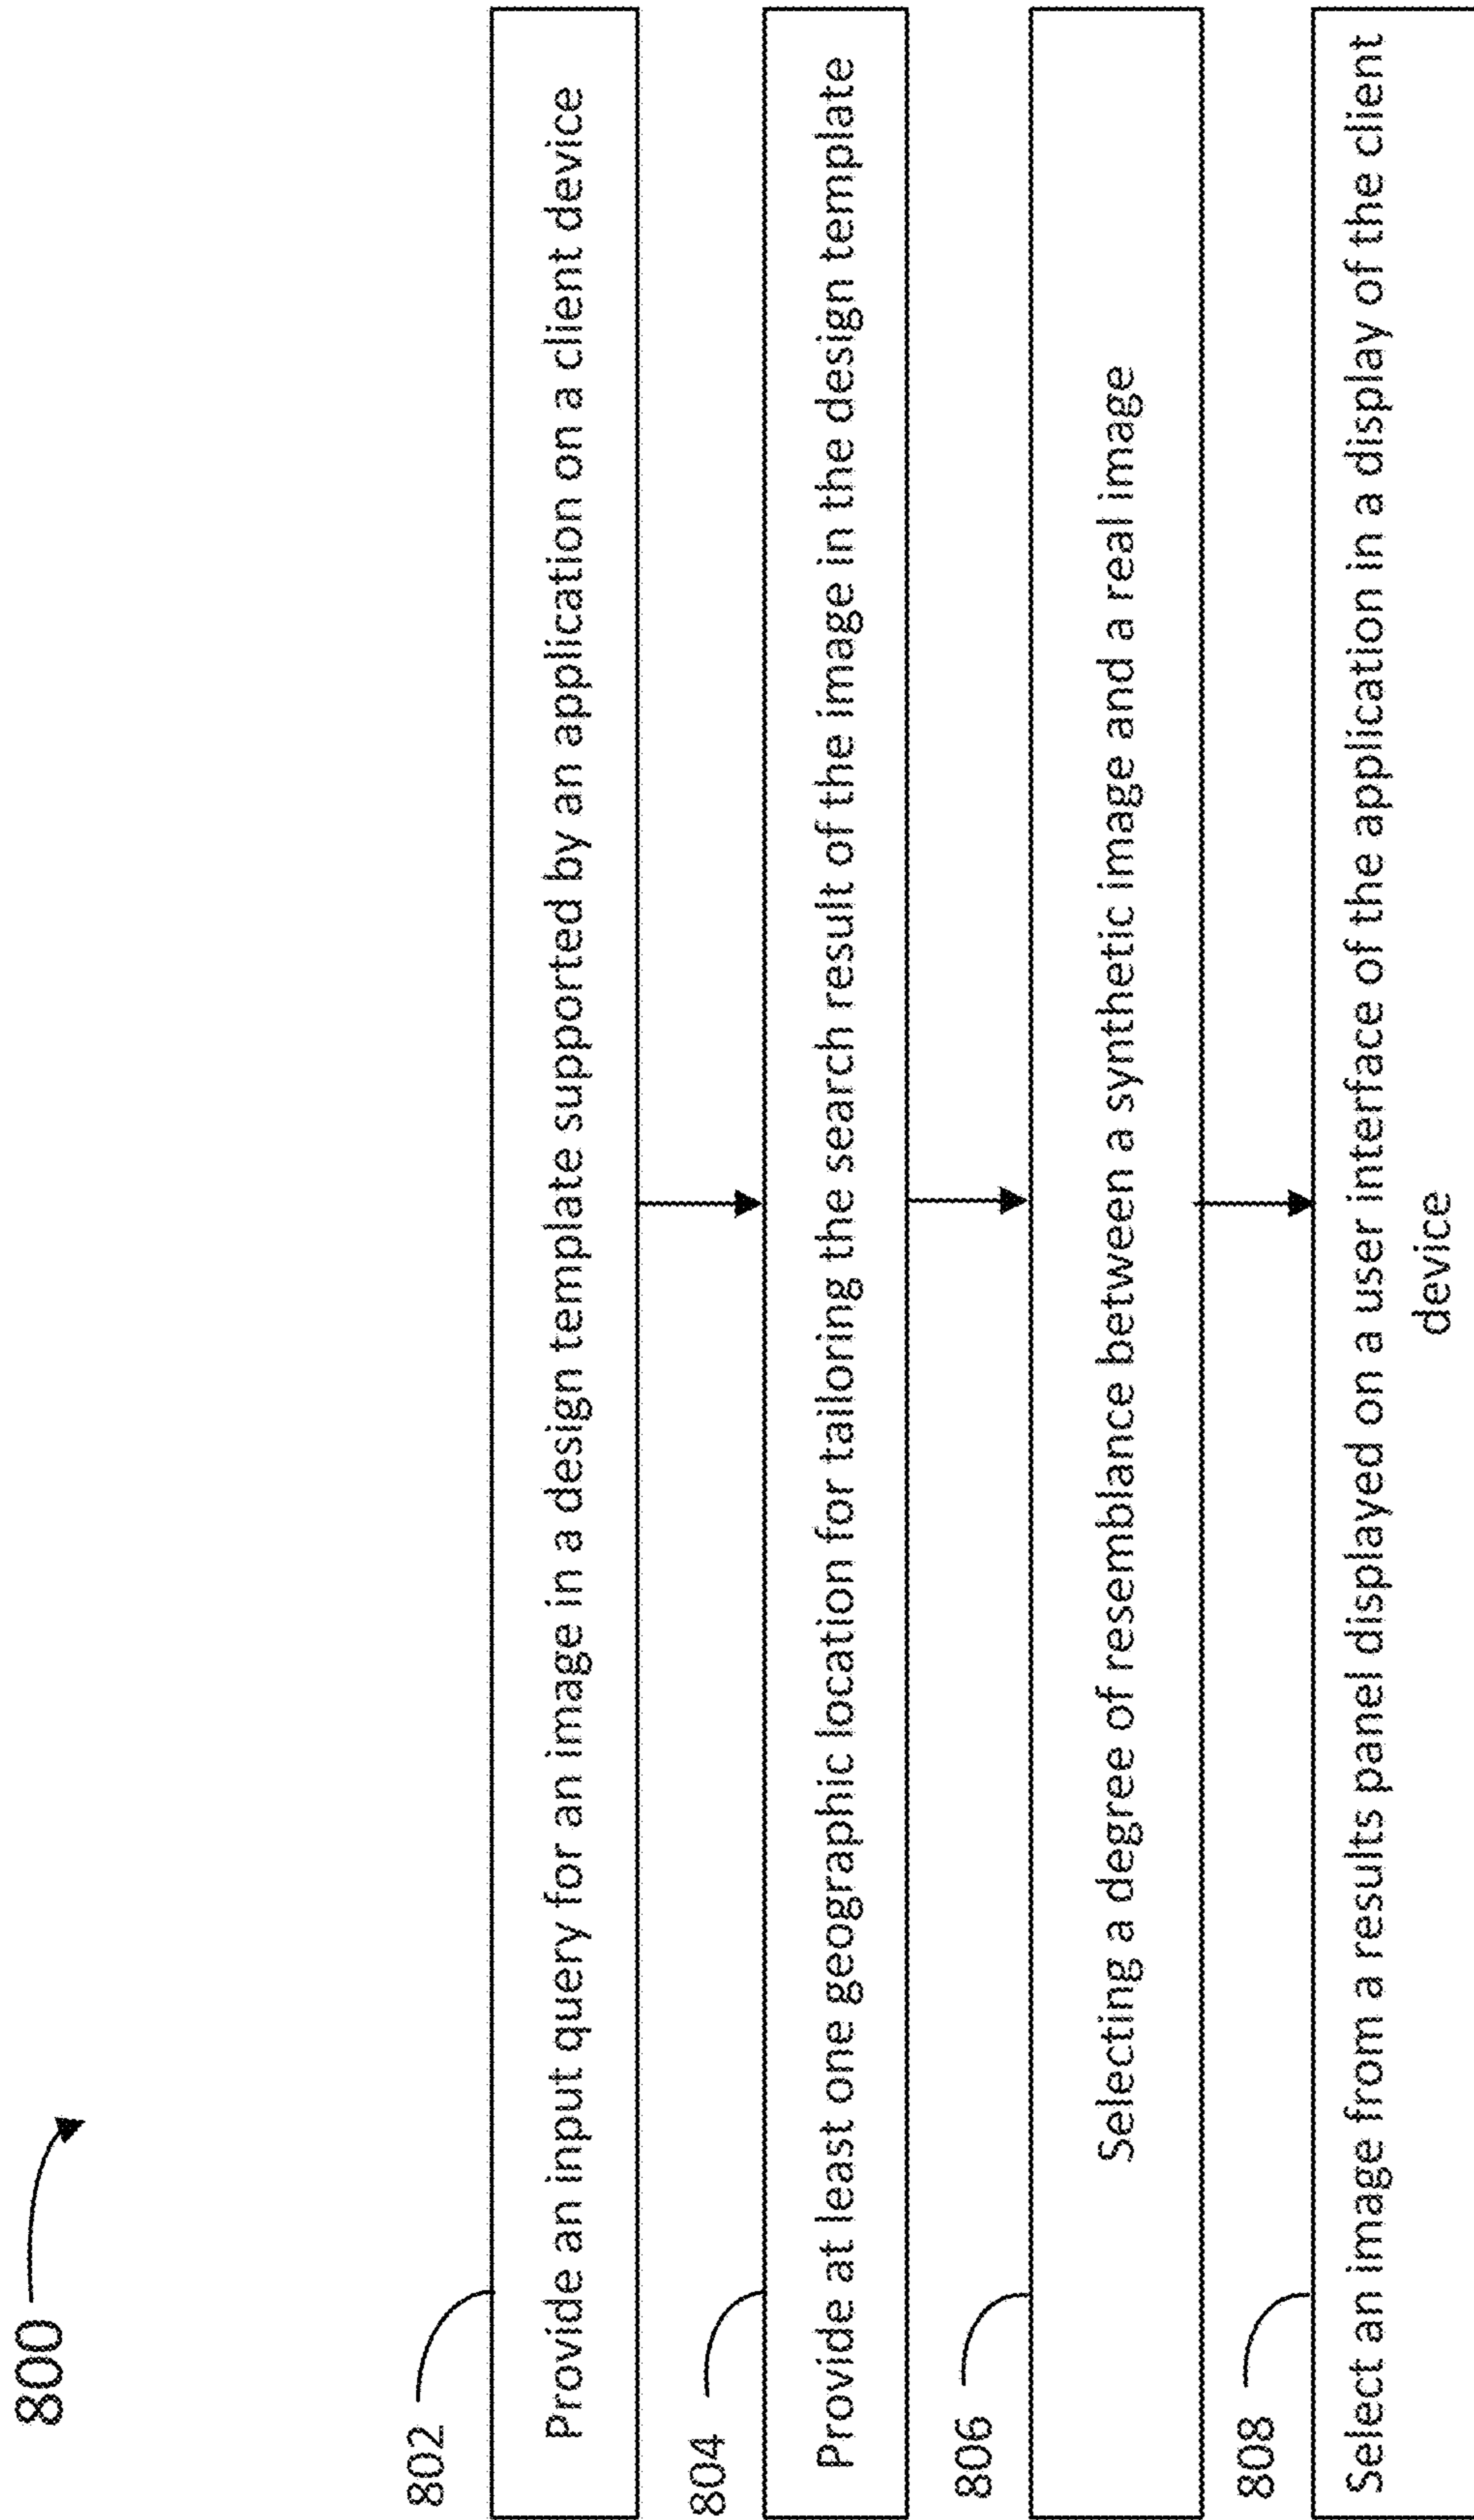 800
802
Provide an input query for an image in a design template supported by an application on a client device
804
Provide at least one geographic location for tailoring the search result of the image in the design template
806
Selecting a degree of resemblance between a synthetic image and a real image
808
Select an image from a results panel displayed on a user interface of the application in a display of the client
device